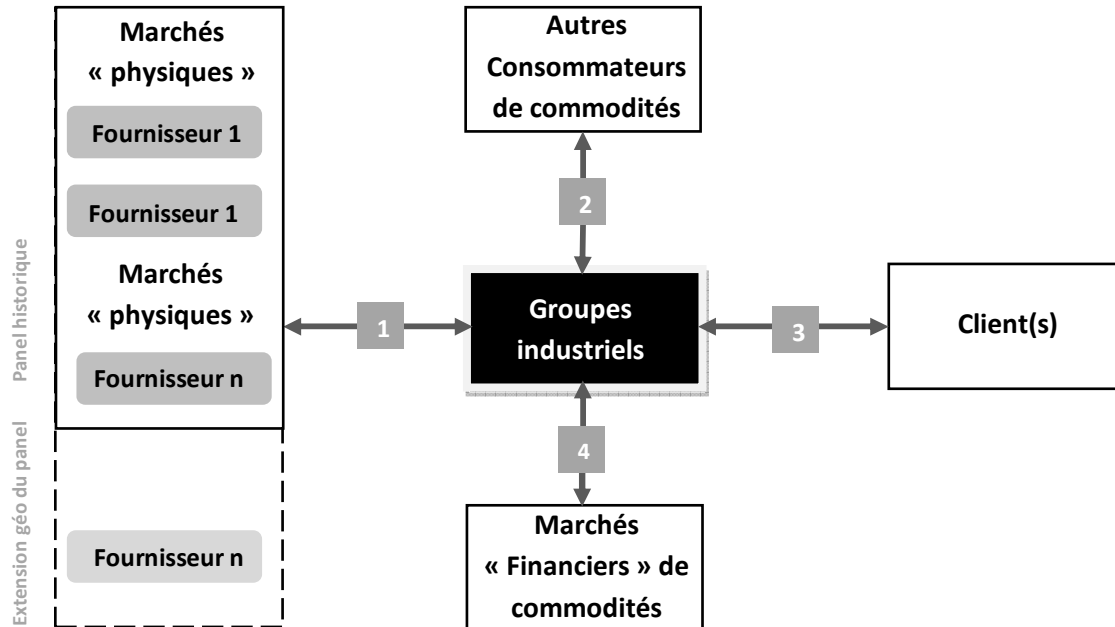 Marchés
« physiques »
Fournisseur 1
Fournisseur 1
Marchés
« physiques »
Fournisseur n
Fournisseur n
Panel historique
Extension géo du panel
Autres
Consommateurs
de commodités
2
1
Groupes
industriels
3
Client(s)
4
Marchés
« Financiers » de
commodités